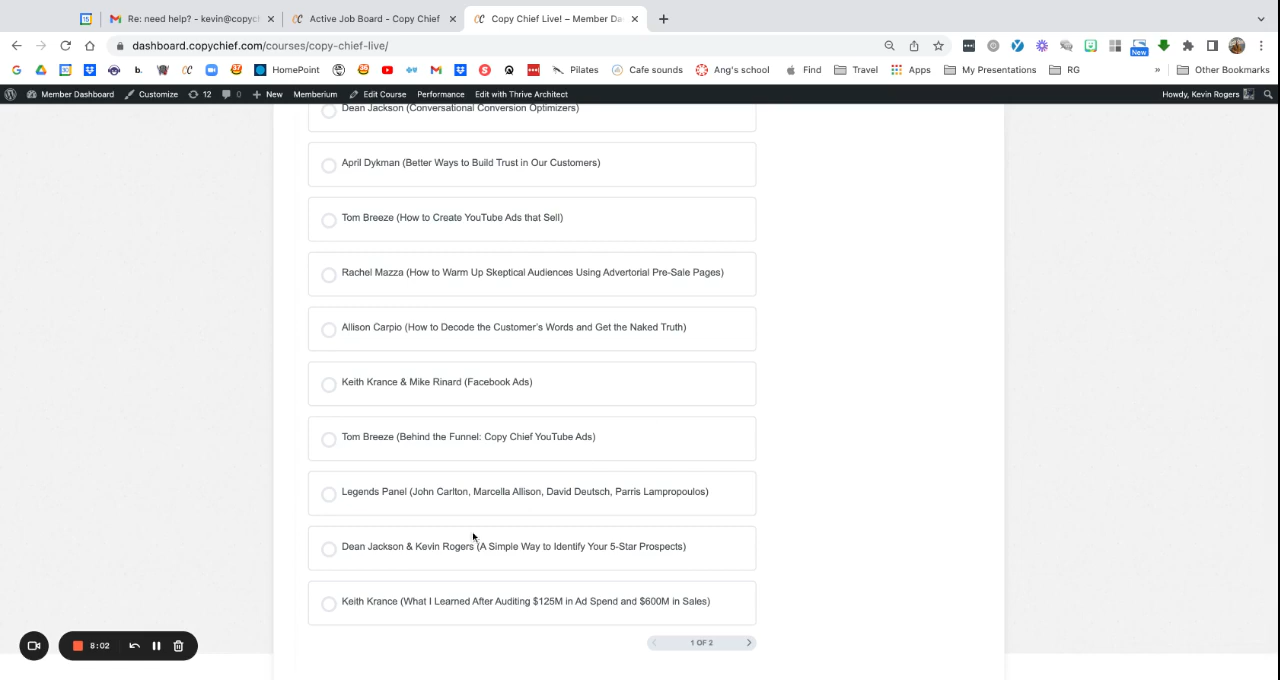 Re: need help? - kevin@copycl
Active Job Board - Copy Chief
Copy Chief Live! – Member Da
dashboard.copychief.com/courses/copy-chief-live/
New
b.
HomePoint
Pilates
Cafe sounds
Ang's school
Find
Travel
Apps
My Presentations
RG
»
Other Bookmarks
Member Dashboard
Customize
12
0
New
Memberium
Edit Course
Performance
Edit with Thrive Architect
Howdy, Kevin Rogers
Dean Jackson (Conversational Conversion Optimizers)
April Dykman (Better Ways to Build Trust in Our Customers)
Tom Breeze (How to Create YouTube Ads that Sell)
Rachel Mazza (How to Warm Up Skeptical Audiences Using Advertorial Pre-Sale Pages)
Allison Carpio (How to Decode the Customer's Words and Get the Naked Truth)
Keith Krance & Mike Rinard (Facebook Ads)
Tom Breeze (Behind the Funnel: Copy Chief YouTube Ads)
Legends Panel (John Carlton, Marcella Allison, David Deutsch, Parris Lampropoulos)
Dean Jackson & Kevin Rogers (A Simple Way to Identify Your 5-Star Prospects)
Keith Krance (What I Learned After Auditing $125M in Ad Spend and $600M in Sales)
1 OF 2
8:02